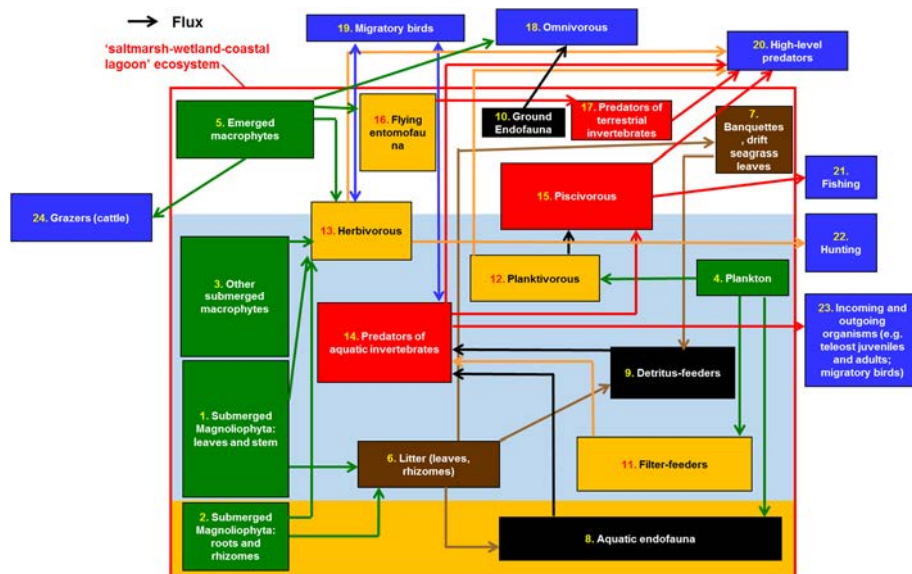 Flux
'saltmarsh-wetland-coastal
lagoon' ecosystem
19. Migratory birds
18. Omnivorous
20. High-level
predators
5. Emerged
macrophytes
16. Flying
entomofau
na
10. Ground
Endofauna
17. Predators of
terrestrial
invertebrates
7.
Banquettes
, drift
seagrass
leaves
24. Grazers (cattle)
13. Herbivorous
15. Piscivorous
21.
Fishing
22.
Hunting
3. Other
submerged
macrophytes
12. Planktivorous
4. Plankton
14. Predators of
aquatic invertebrates
23. Incoming and
outgoing
organisms (e.g.
teleost juveniles
and adults;
migratory birds)
9.
Detritus-feeders
1. Submerged
Magnoliophyta:
leaves and stem
6. Litter (leaves,
rhizomes)
11. Filter-feeders
2. Submerged
Magnoliophyta:
roots and
rhizomes
8. Aquatic endofauna